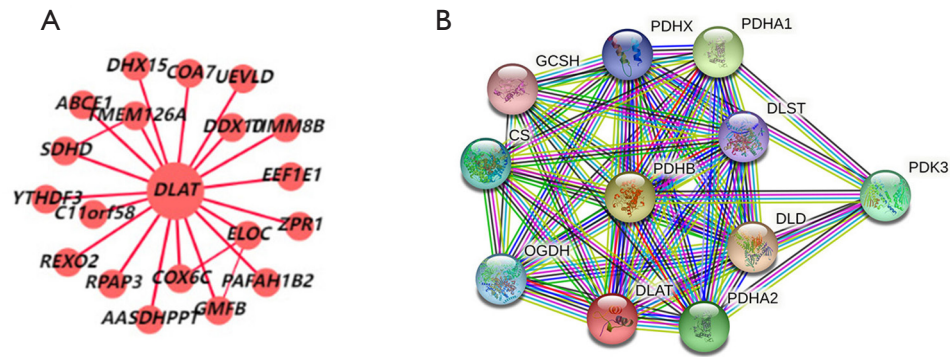 A
B
DHX15
COA7
UEVLD
ABCE1
TMEM126A
DDX10
TIMM8B
SDHD
EEF1E1
DLAT
YTHDF3
C11orf58
ZPR1
ELOC
REXO2
RPAP3
COX6C
PAFAH1B2
AASDHPPT
GMFB
PDHX
PDHA1
GCSH
DLST
CS
PDHB
PDK3
DLD
OGDH
DLAT
PDHA2